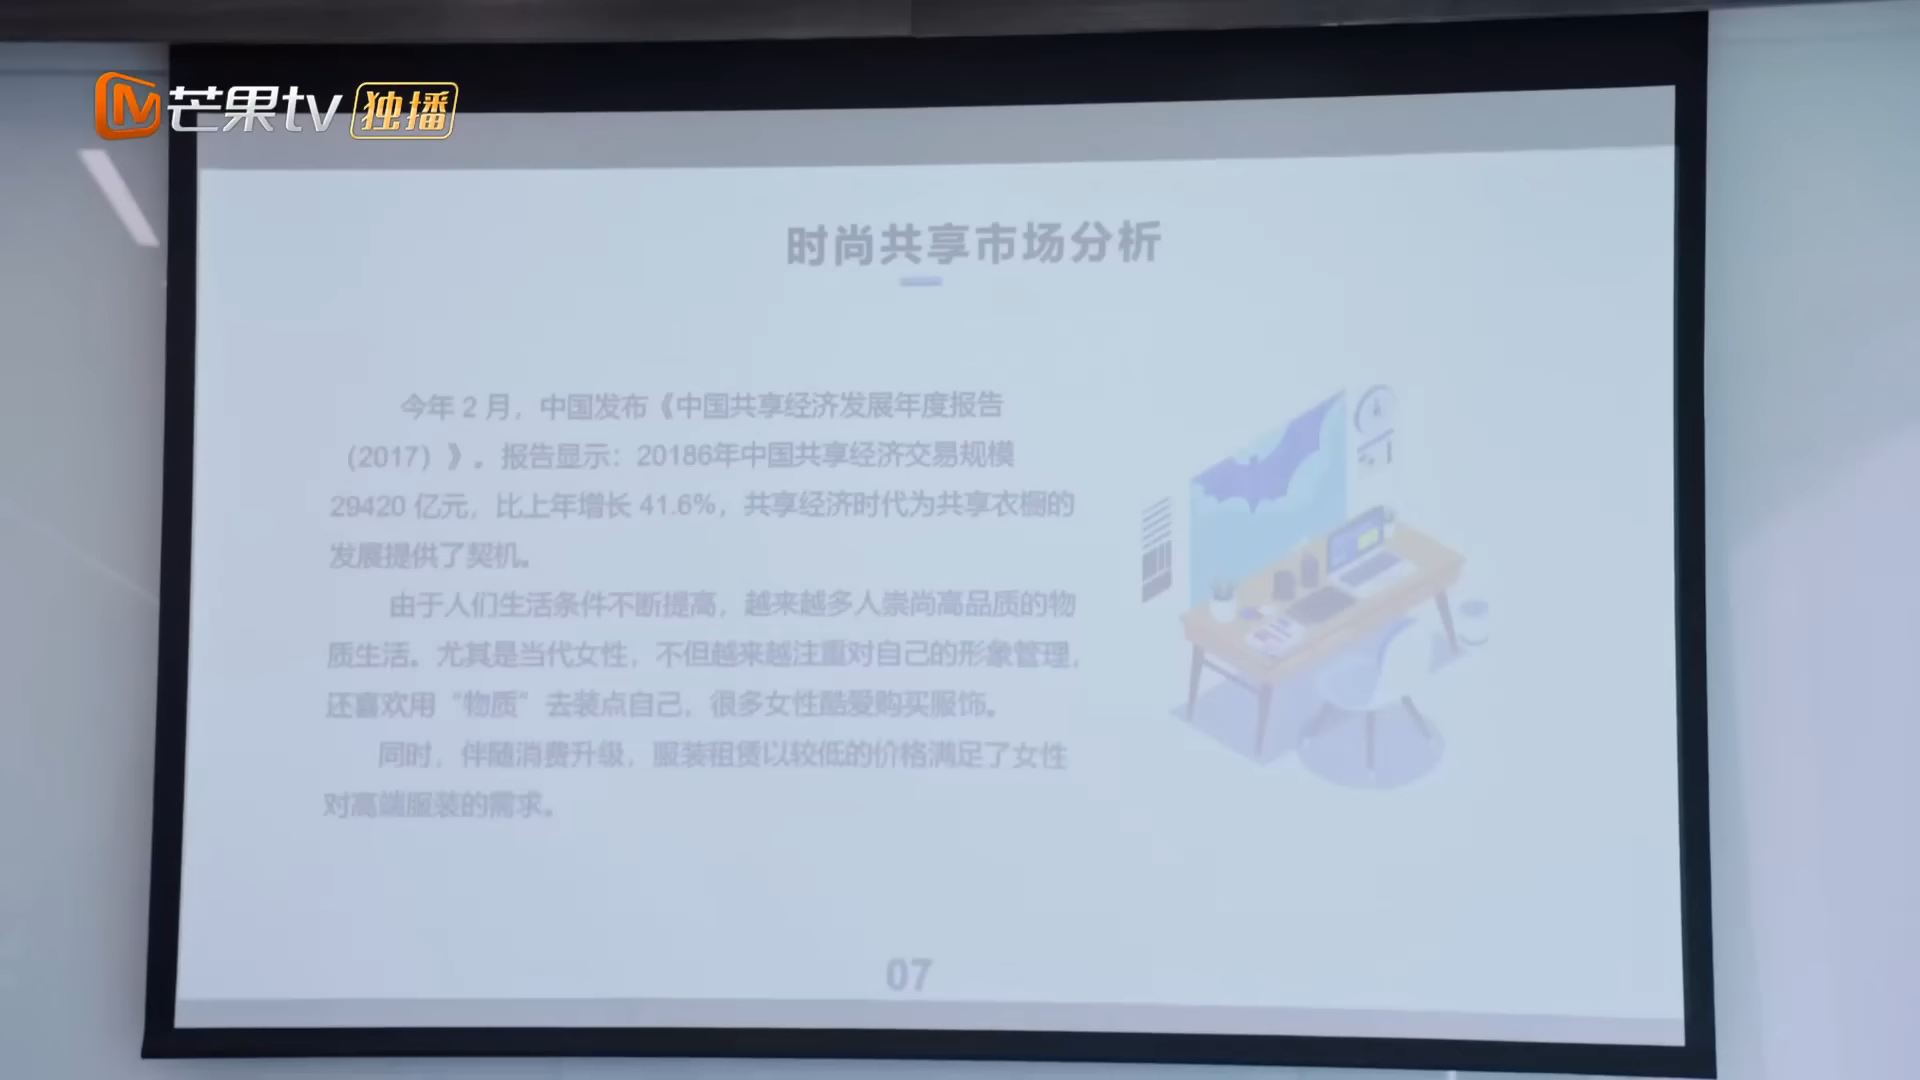 芒果tv 独播
时尚共享市场分析
今年 2 月，中国发布《中国共享经济发展年度报告
（2017）》。报告显示：20186年中国共享经济交易规模
29420 亿元，比上年增长 41.6%，共享经济时代为共享衣橱的
发展提供了契机。
由于人们生活条件不断提高，越来越多人崇尚高品质的物
质生活。尤其是当代女性，不但越来越注重对自己的形象管理，
还喜欢用“物质”去装点自己，很多女性酷爱购买服饰。
同时，伴随消费升级，服装租赁以较低的价格满足了女性
对高端服装的需求。
07